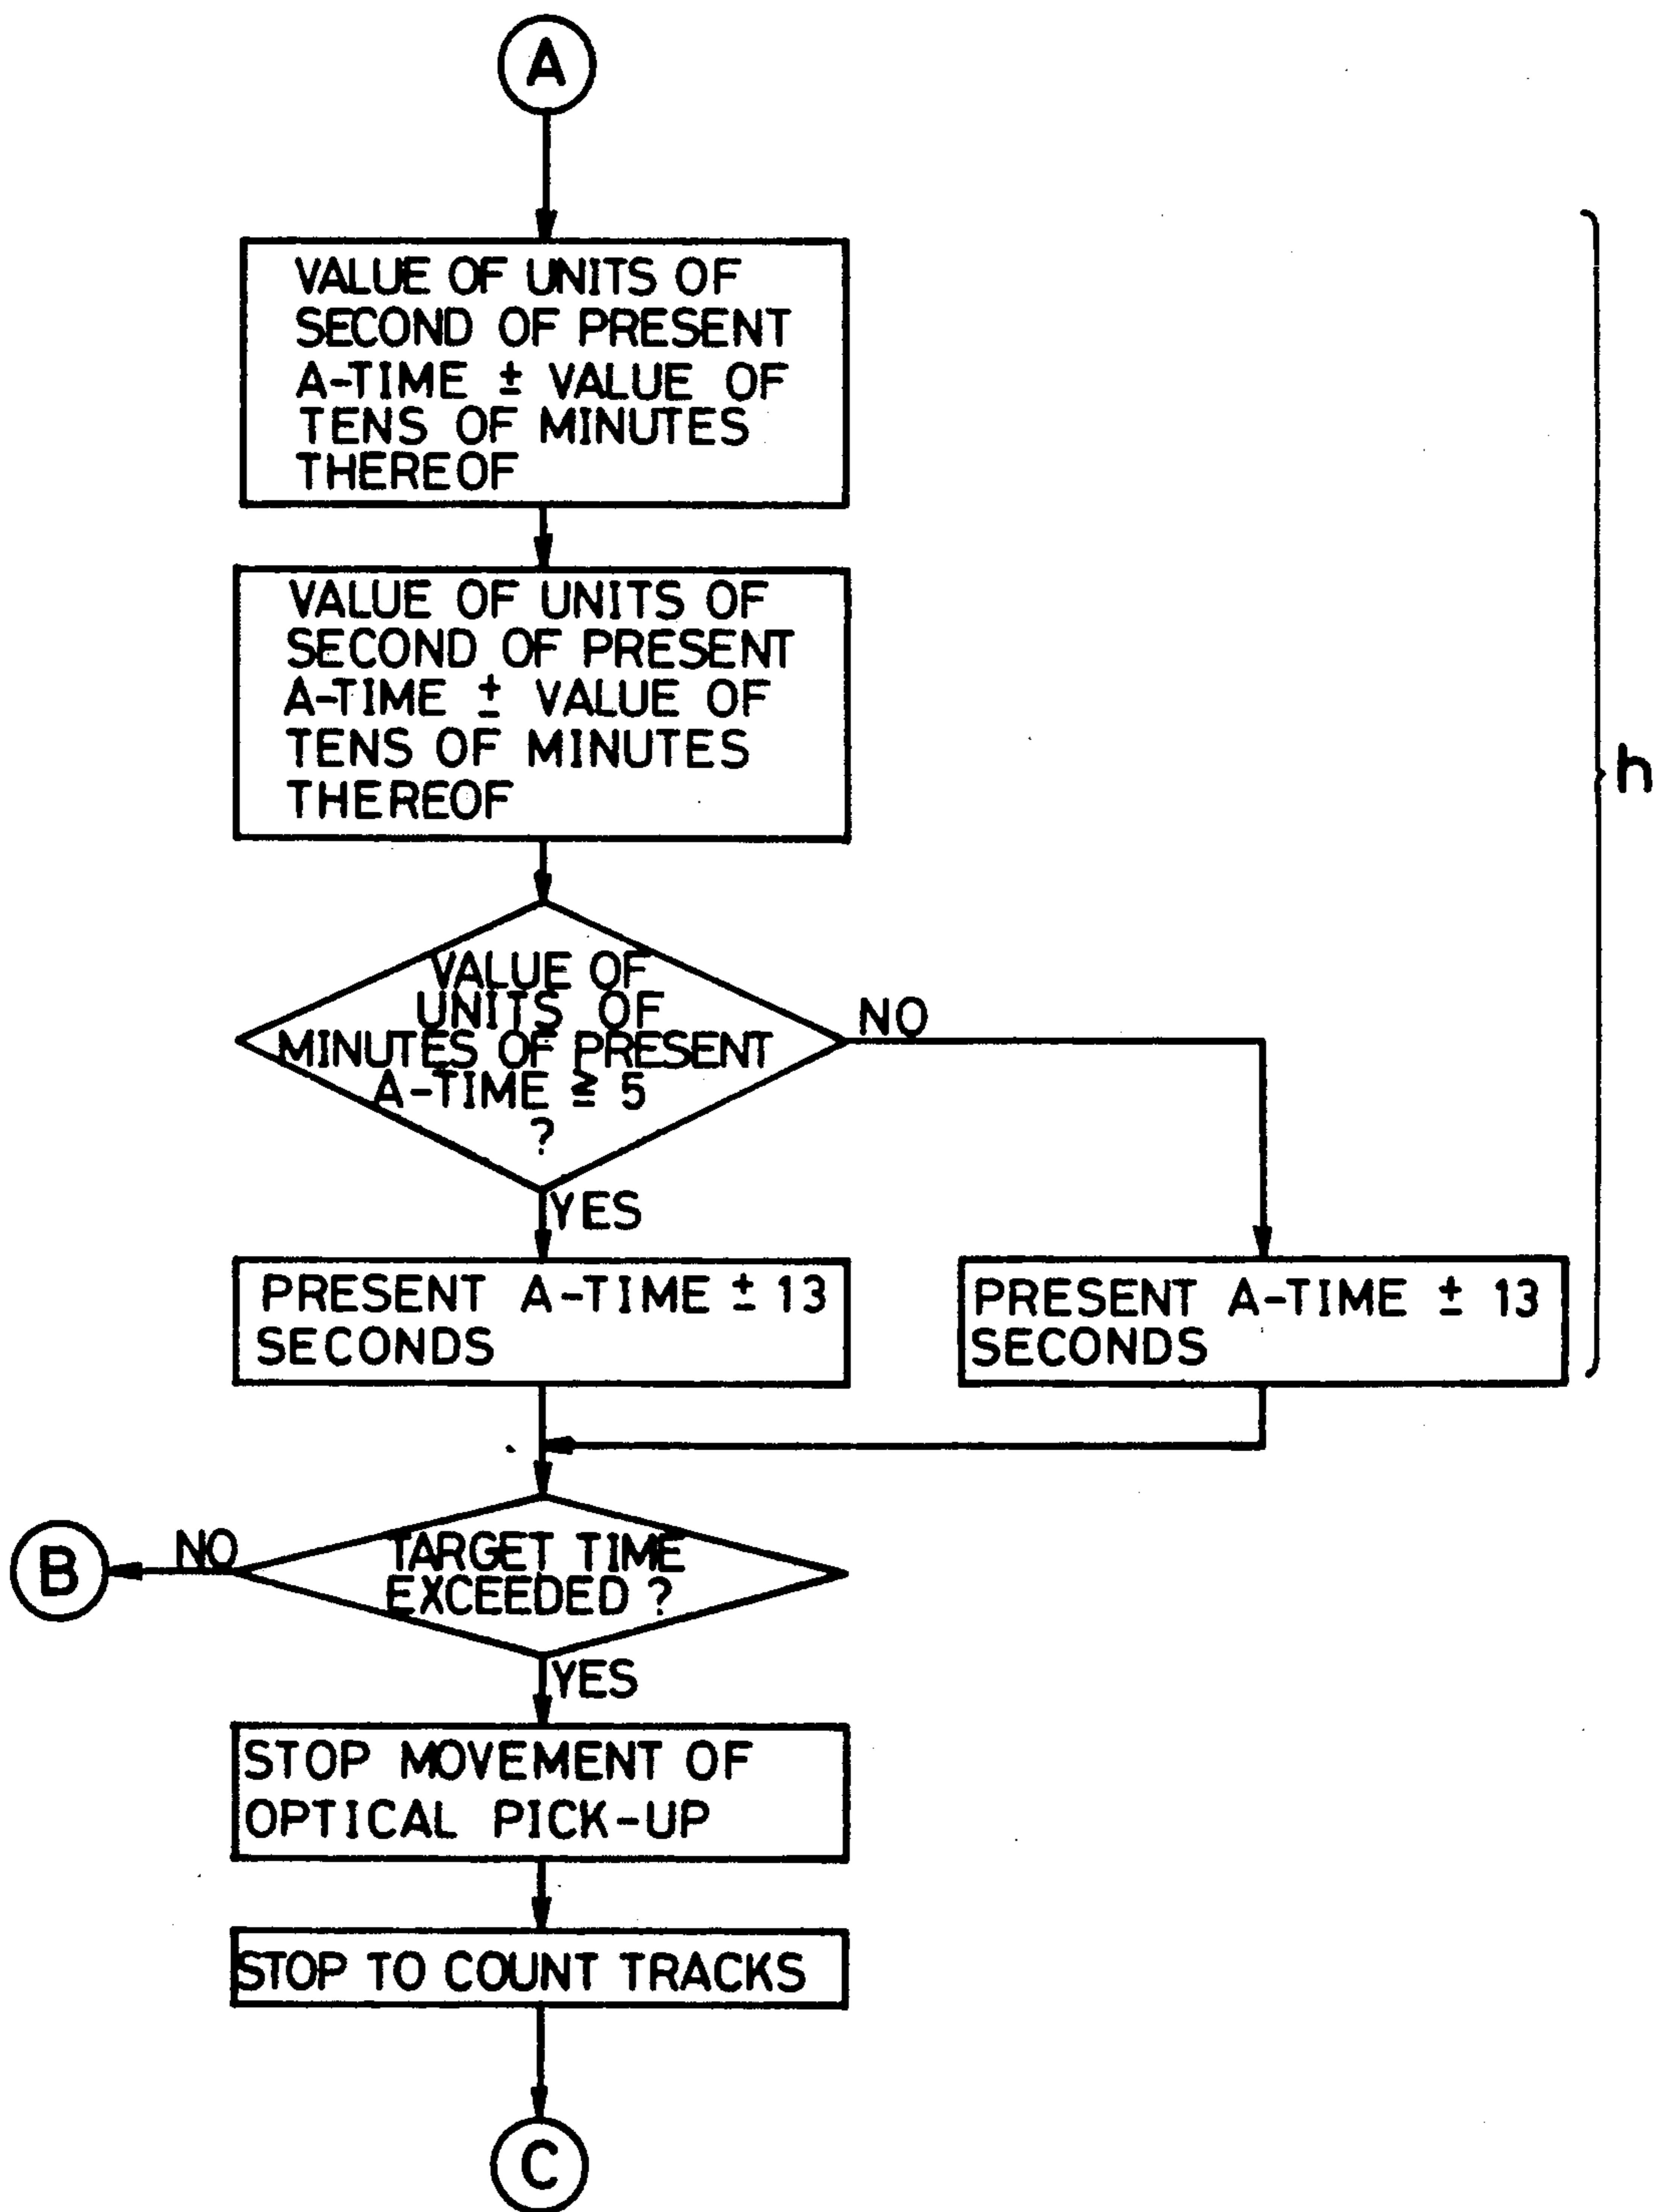 A
VALUE OF UNITS OF
SECOND OF PRESENT
A-TIME ± VALUE OF
TENS OF MINUTES
THEREOF
VALUE OF UNITS OF
SECOND OF PRESENT
A-TIME ± VALUE OF
TENS OF MINUTES
THEREOF
h
VALUE OF
UNITS OF
MINUTES OF PRESENT
A-TIME ≧ 5
?
NO
YES
PRESENT A-TIME ± 13
SECONDS
PRESENT A-TIME ± 13
SECONDS
TARGET TIME
EXCEEDED ?
NO
B
YES
STOP MOVEMENT OF
OPTICAL PICK-UP
STOP TO COUNT TRACKS
C